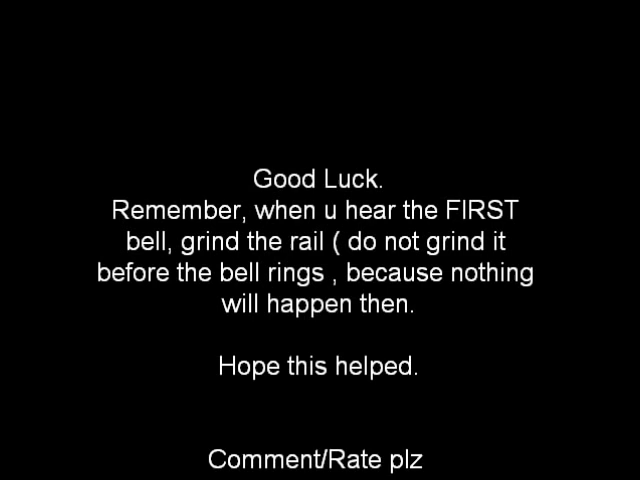 Good Luck.
Remember, when u hear the FIRST
bell, grind the rail ( do not grind it
before the bell rings , because nothing
will happen then.
Hope this helped.
Comment/Rate plz